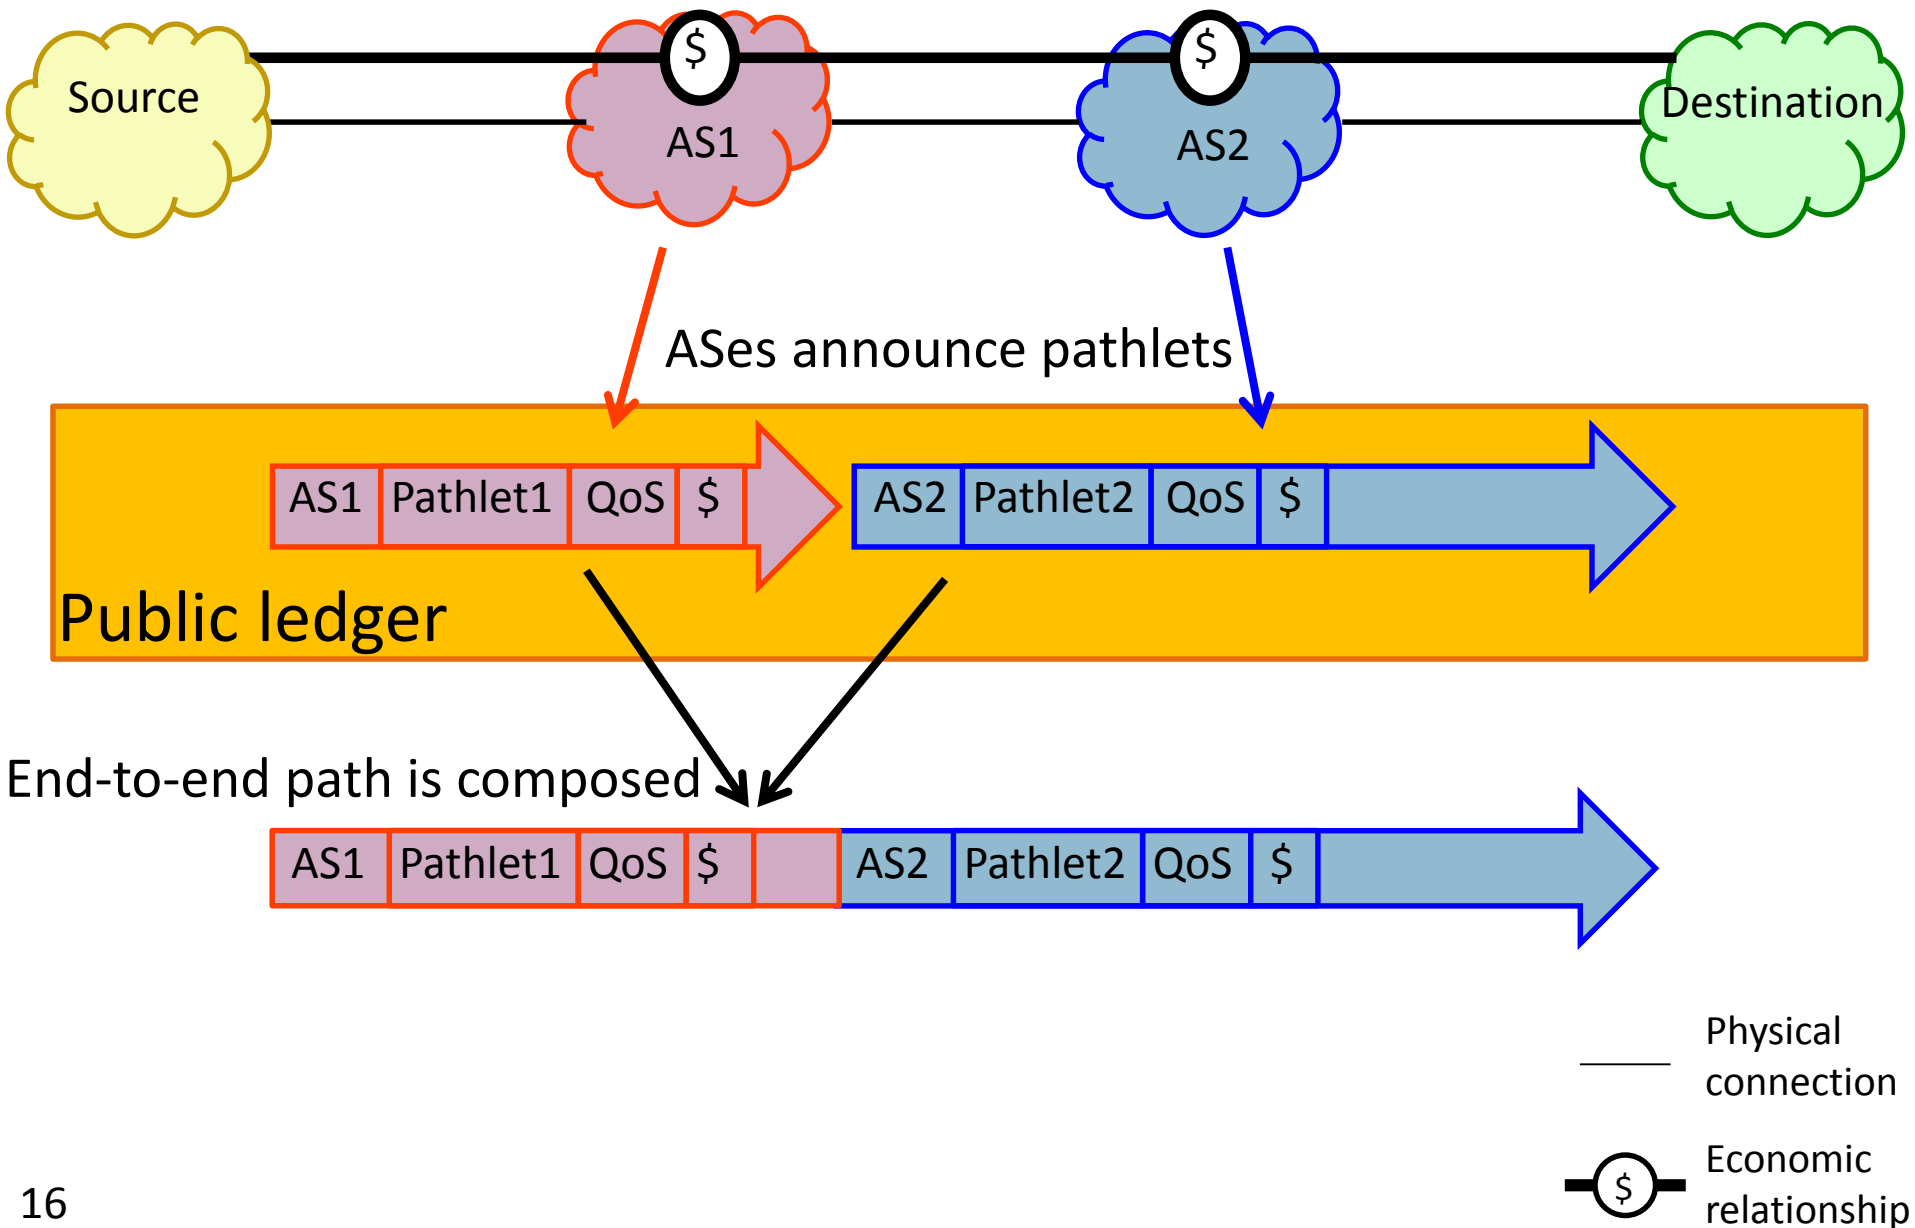 $
$
Source
Destination
AS1
AS2
ASes announce pathlets
AS1 Pathlet1 QoS $
AS2 Pathlet2 QoS $
Public ledger
End-to-end path is composed
AS1 Pathlet1 QoS $ AS2 Pathlet2 QoS $
Physical
connection
$
Economic
relationship
16